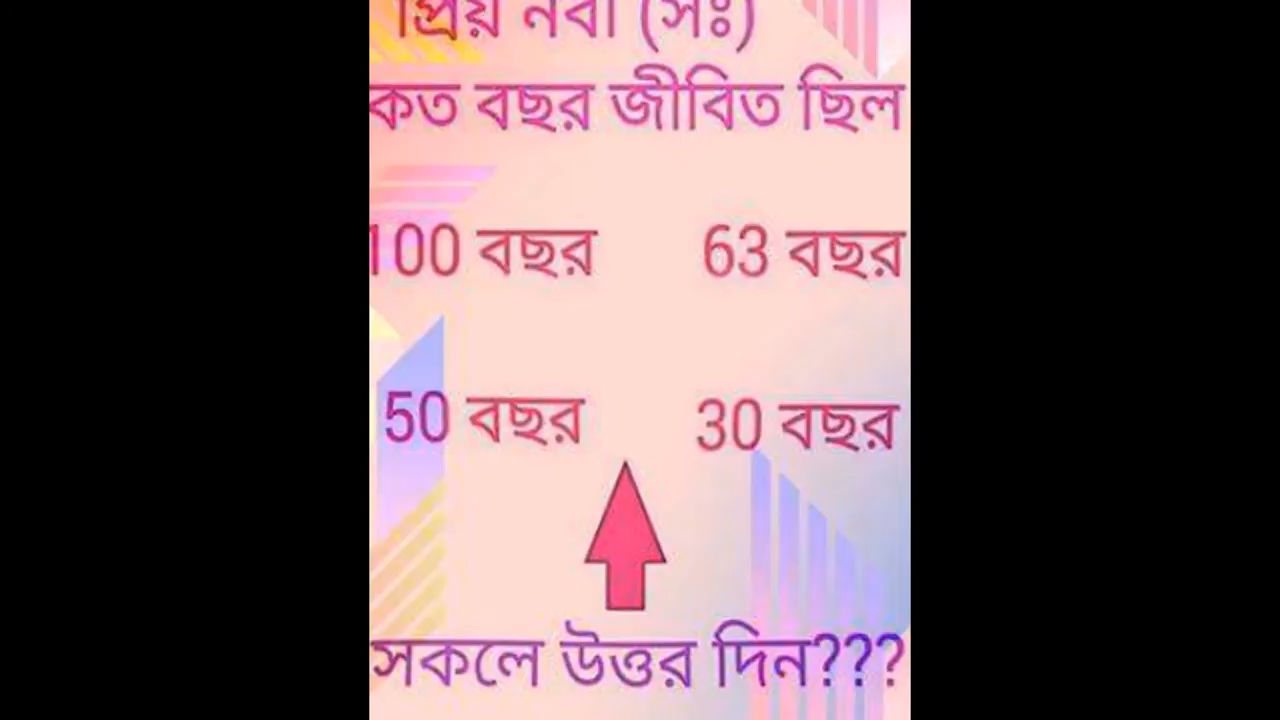 প্রিয় নবী (সঃ)
কত বছর জীবিত ছিল
100 বছর 63 বছর
50 বছর 30 বছর
সকলে উত্তর দিন???